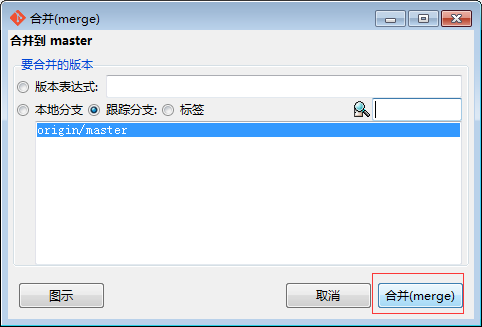 合并(merge)
合并到 master
要合并的版本
版本表达式:
本地分支 跟踪分支: 标签
origin/master
图示 取消 合并(merge)